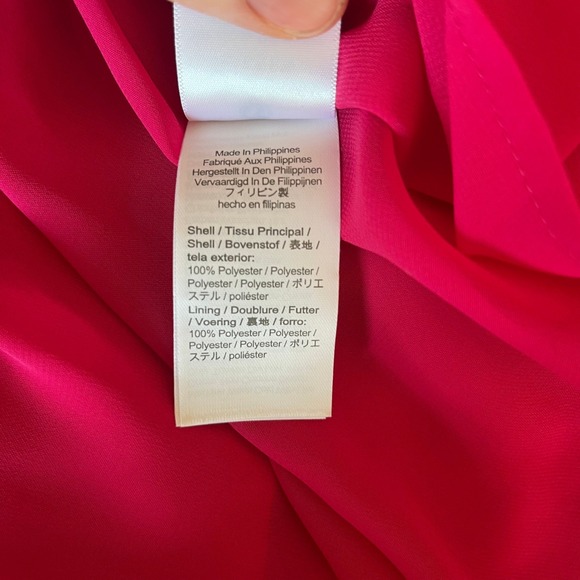 Made In Philippines
Fabriqué Aux Philippines
Hergestellt In Den Philippinen
Vervaardigd In De Filippijnen
フィリピン製
hecho en filipinas
Shell / Tissu Principal /
Shell / Bovenstof / 表地 /
tela exterior:
100% Polyester / Polyester /
Polyester / Polyester / ポリエ
ステル / poliéster
Lining / Doublure / Futter
/ Voering / 裏地 / forro:
100% Polyester / Polyester /
Polyester / Polyester / ポリエ
ステル / poliéster